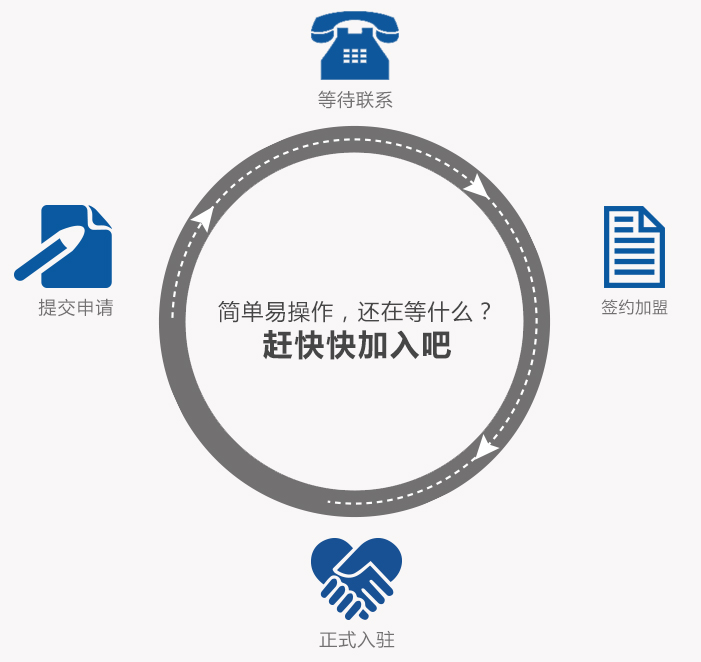 等待联系
提交申请
签约加盟
简单易操作，还在等什么？
赶快快加入吧
正式入驻